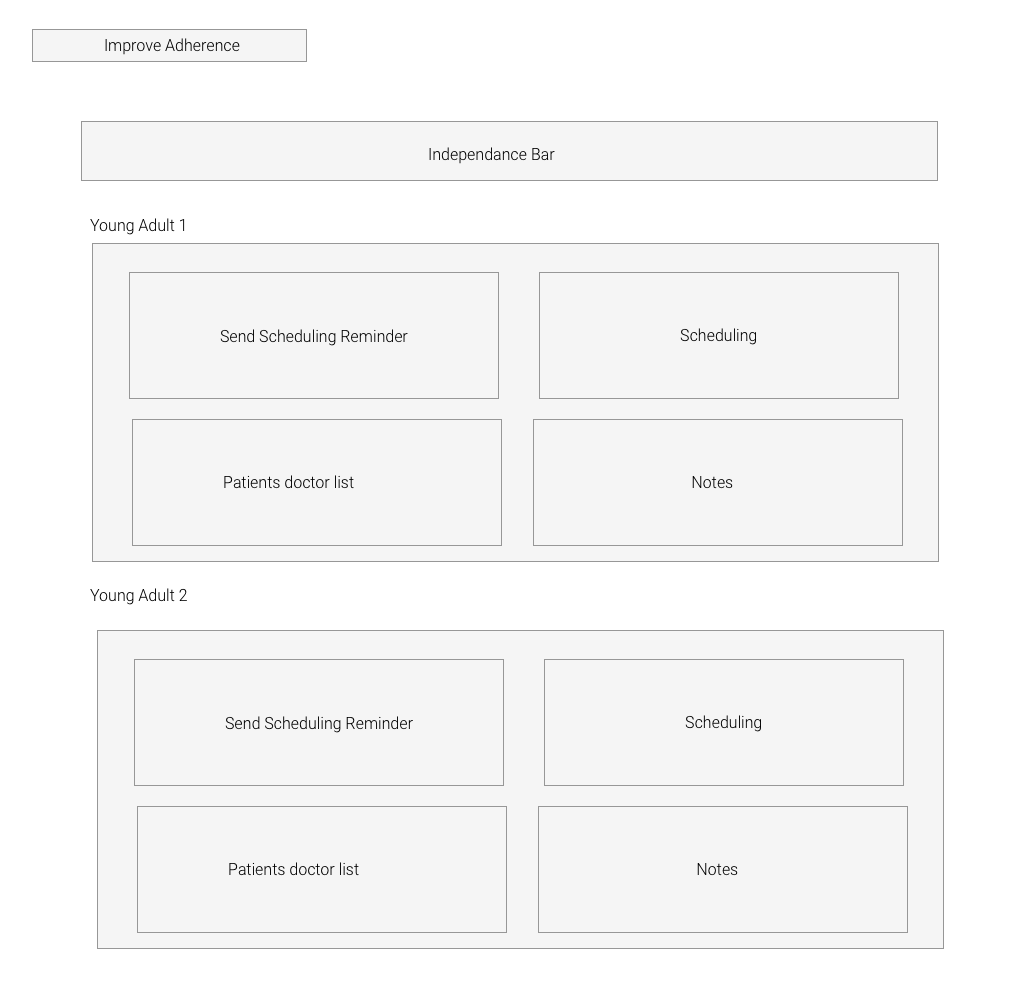 Improve Adherence
Independance Bar
Young Adult 1
Send Scheduling Reminder
Scheduling
Patients doctor list
Notes
Young Adult 2
Send Scheduling Reminder
Scheduling
Patients doctor list
Notes